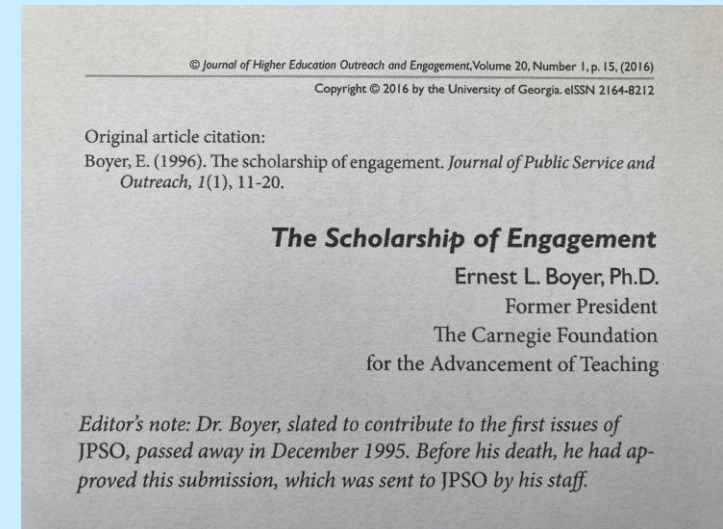 © Journal of Higher Education Outreach and Engagement, Volume 20, Number 1, p. 15, (2016)
Copyright © 2016 by the University of Georgia. eISSN 2164-8212
Original article citation:
Boyer, E. (1996). The scholarship of engagement. Journal of Public Service and
Outreach, 1(1), 11-20.
The Scholarship of Engagement
Ernest L. Boyer, Ph.D.
Former President
The Carnegie Foundation
for the Advancement of Teaching
Editor's note: Dr. Boyer, slated to contribute to the first issues of
JPSO, passed away in December 1995. Before his death, he had ap-
proved this submission, which was sent to JPSO by his staff.